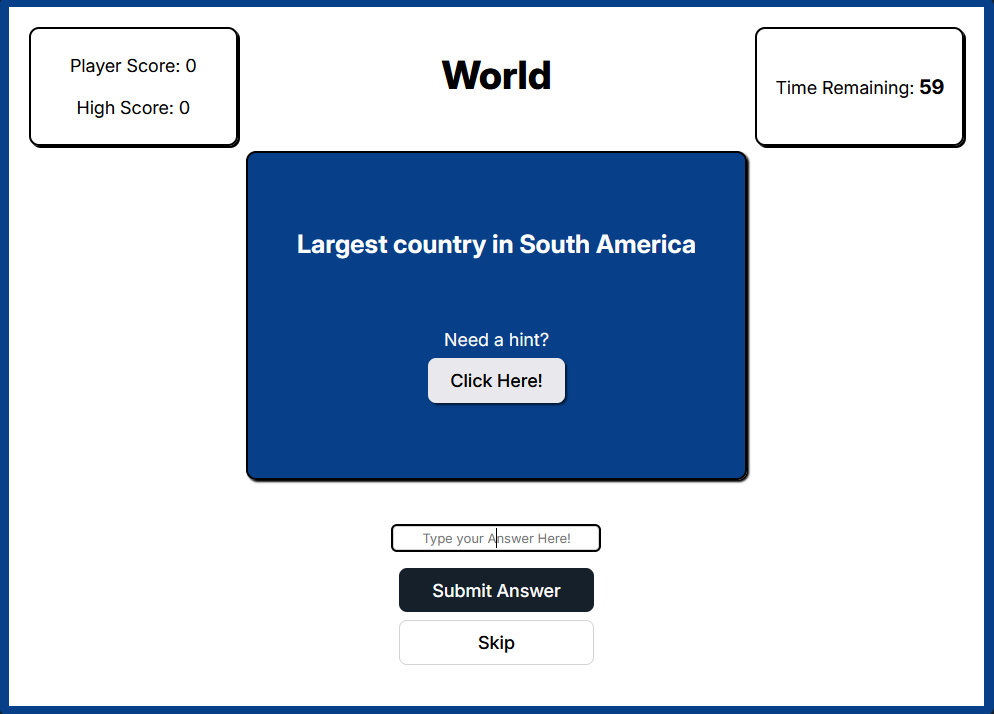 Player Score: 0
High Score: 0
World
Time Remaining: 59
Largest country in South America
Need a hint?
Click Here!
Type your Answer Here!
Submit Answer
Skip